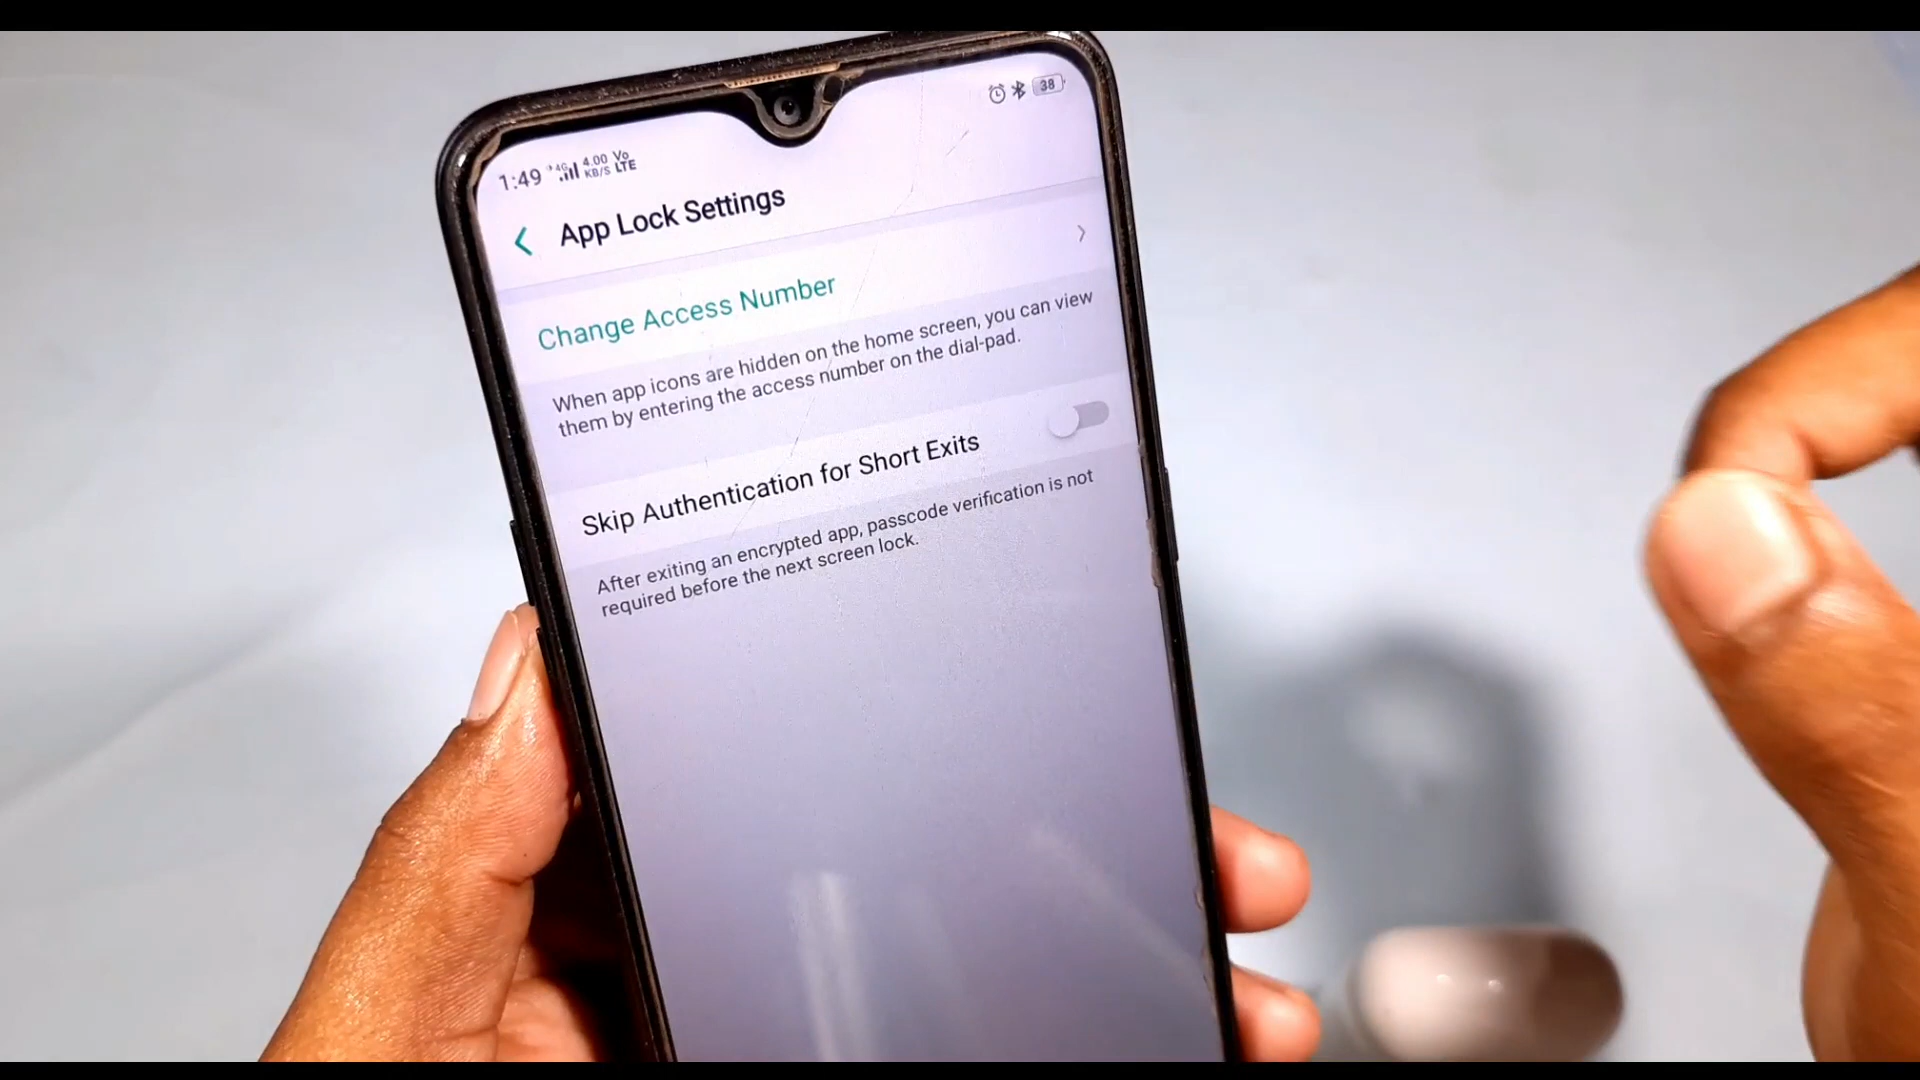 1:49 4G 4.00 KB/S Vo LTE 38
App Lock Settings
Change Access Number
When app icons are hidden on the home screen, you can view
them by entering the access number on the dial-pad.
Skip Authentication for Short Exits
After exiting an encrypted app, passcode verification is not
required before the next screen lock.